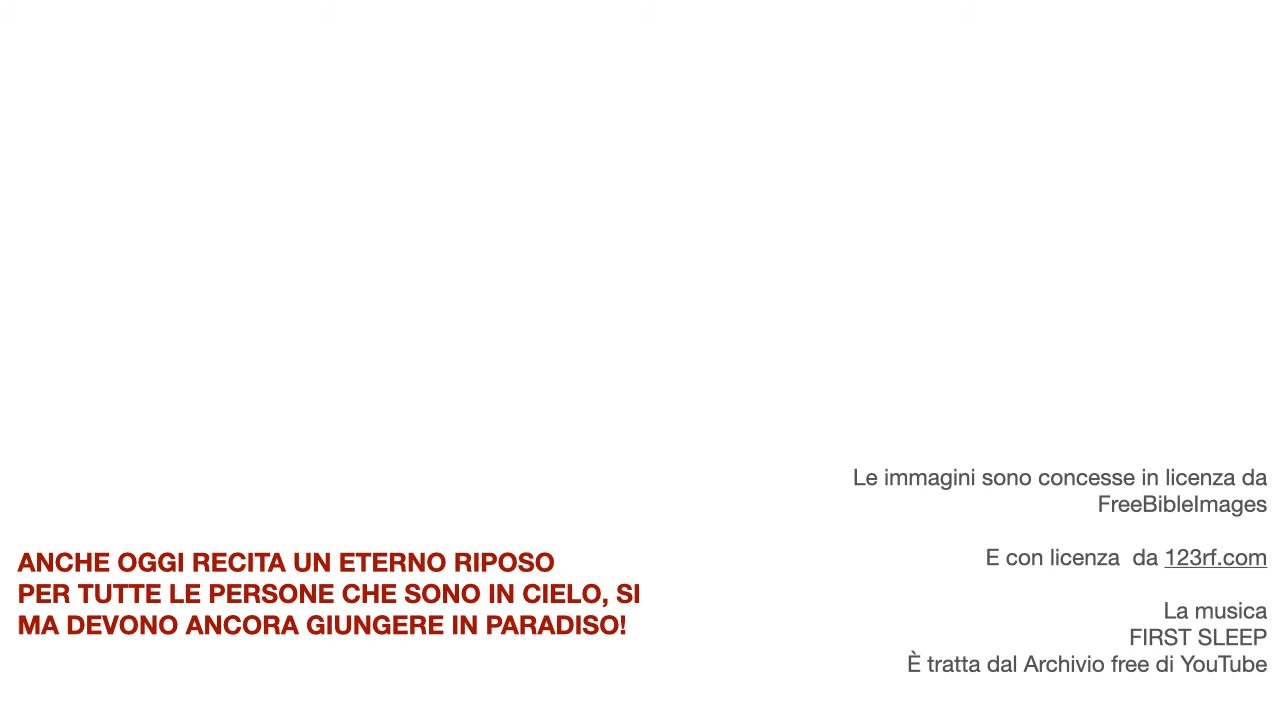 ANCHE OGGI RECITA UN ETERNO RIPOSO
PER TUTTE LE PERSONE CHE SONO IN CIELO, SI
MA DEVONO ANCORA GIUNGERE IN PARADISO!
Le immagini sono concesse in licenza da
FreeBibleImages
E con licenza  da 123rf.com
La musica
FIRST SLEEP
È tratta dal Archivio free di YouTube